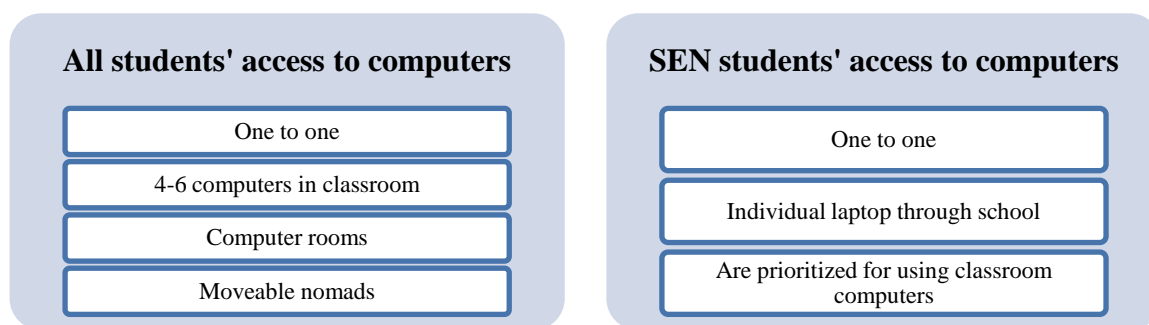 All students' access to computers
One to one
4-6 computers in classroom
Computer rooms
Moveable nomads
SEN students' access to computers
One to one
Individual laptop through school
Are prioritized for using classroom
computers